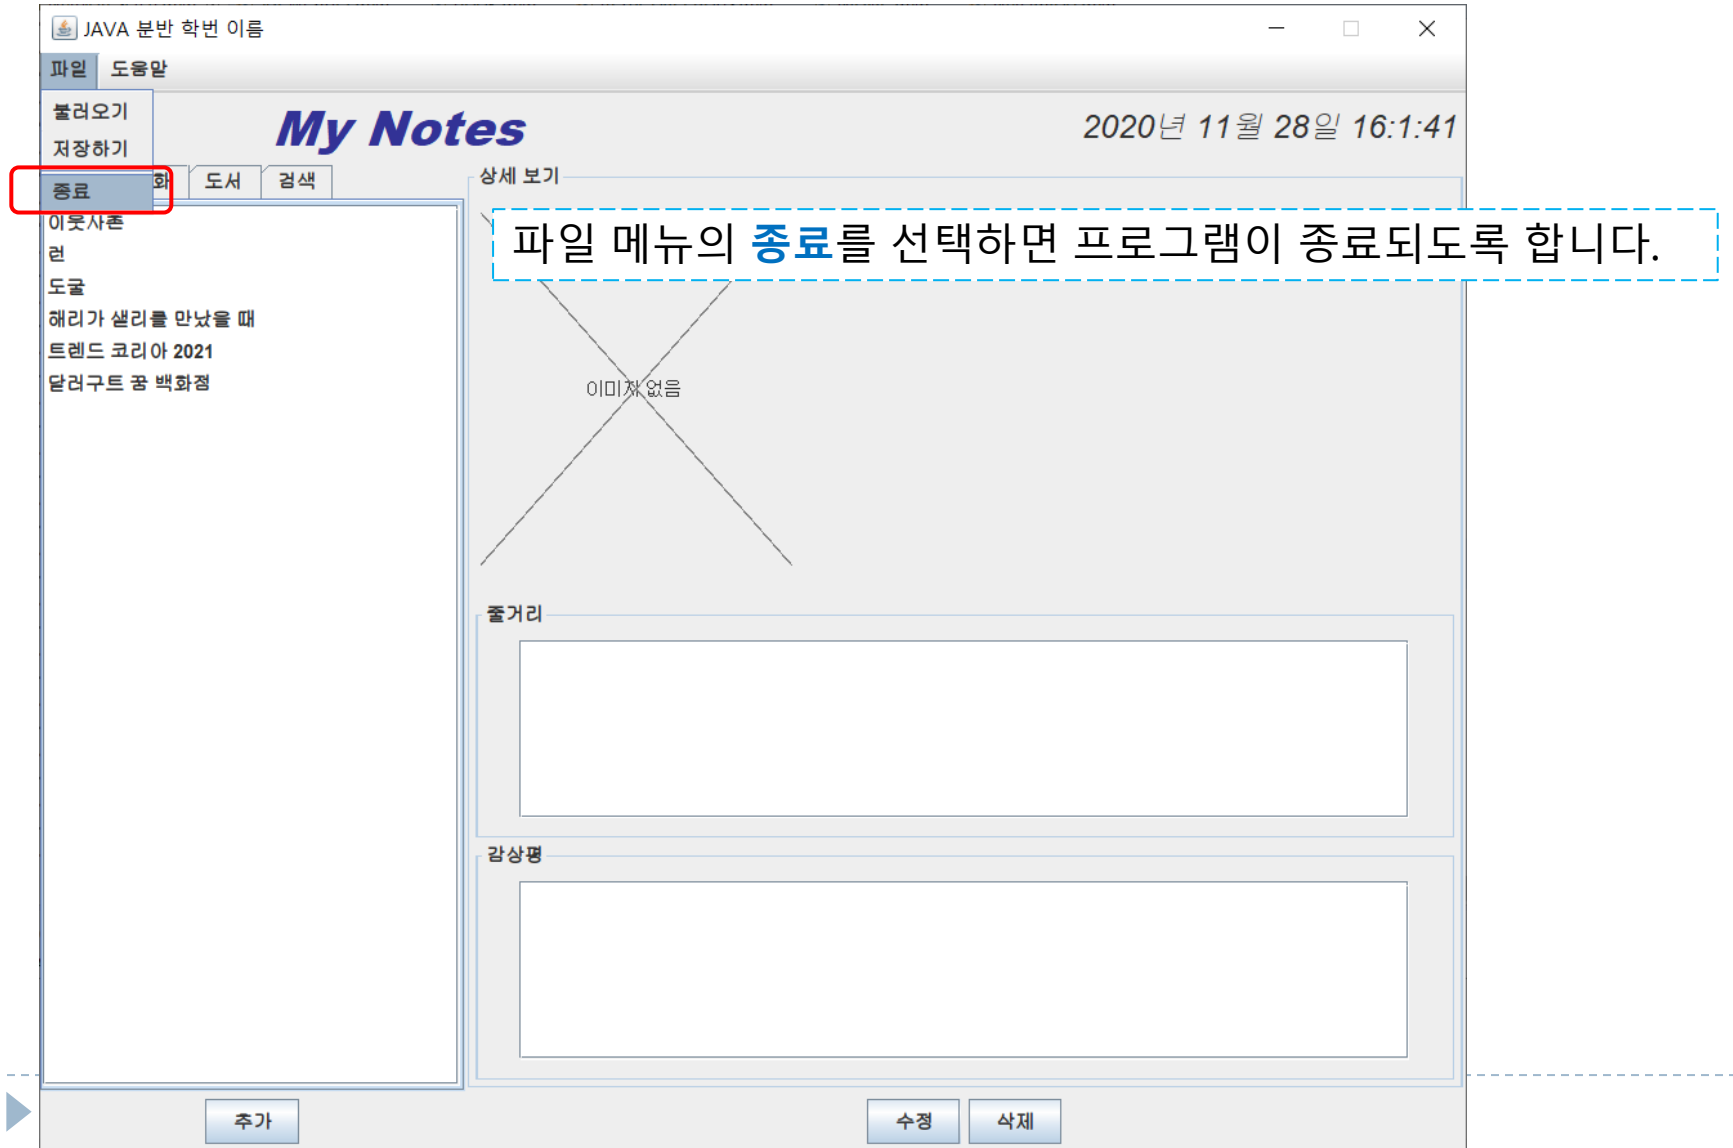 JAVA 분반 학번 이름
파일 도움말
불러오기
저장하기
종료
My Notes
2020년 11월 28일 16:1:41
화 도서 검색
상세 보기
파일 메뉴의 종료를 선택하면 프로그램이 종료되도록 합니다.
이웃사촌
런
도굴
해리가 샐리를 만났을 때
트렌드 코리아 2021
달러구트 꿈 백화점
이미지 없음
줄거리
감상평
추가
수정 삭제